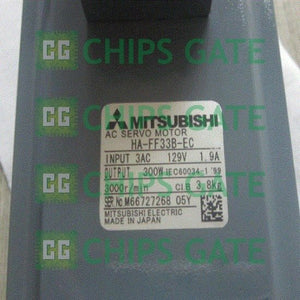 CHIPS GATE
MITSUBISHI
AC SERVO MOTOR
HA-FF33B-EC
INPUT 3AC 129V 1.9A
OUTPUT 300W IEC60034-1'99
3000r/min CI.B 3.8KG
SER.No M66727268 05Y
MITSUBISHI ELECTRIC
MADE IN JAPAN
CHIPS GATE
CHIPS GATE
CHIPS GATE